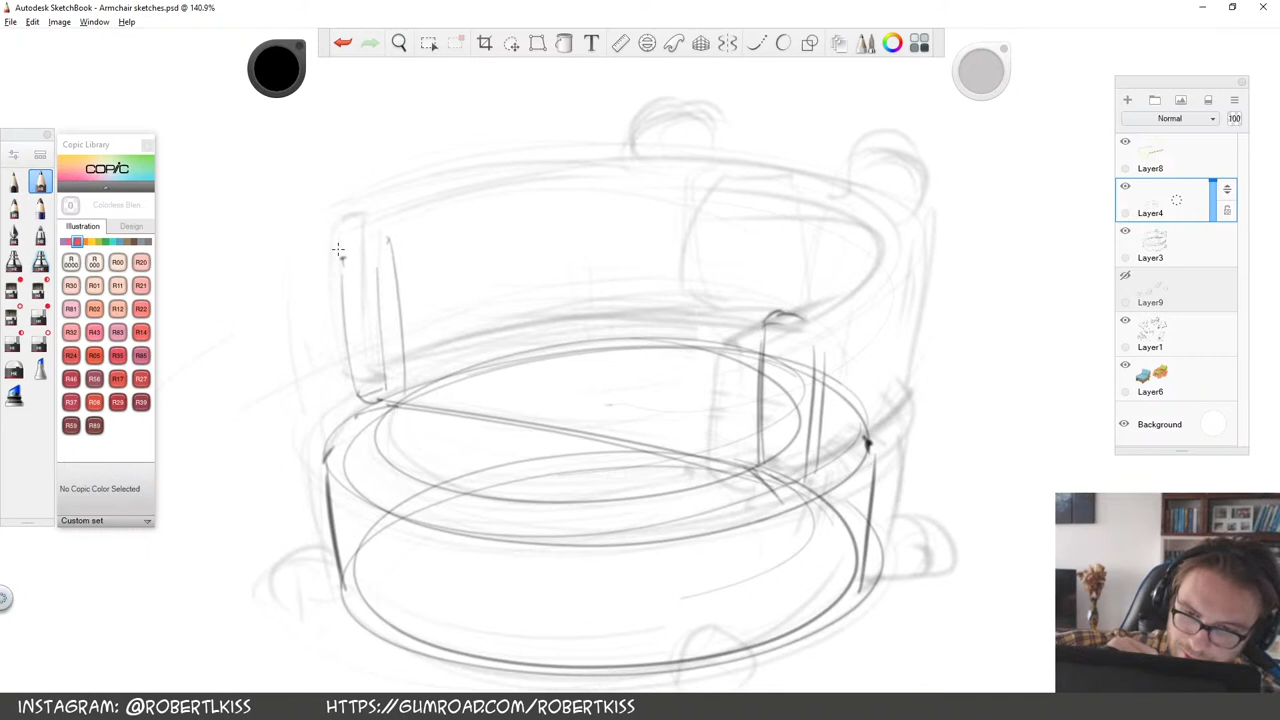 Autodesk SketchBook - Armchair sketches.psd @ 140.9%
File Edit Image Window Help
T
Copic Library
COPIC
0 Colorless Blen..
Illustration Design
R 0000 R 000 R00 R20
R30 R01 R11 R21
R81 R02 R12 R22
R32 R43 R83 R14
R24 R05 R35 R85
R46 R56 R17 R27
R37 R08 R29 R39
R59 R89
No Copic Color Selected
Custom set
Normal 100
Layer8
Layer4
Layer3
Layer9
Layer1
Layer6
Background
INSTAGRAM: @ROBERTLKISS HTTPS://GUMROAD.COM/ROBERTKISS